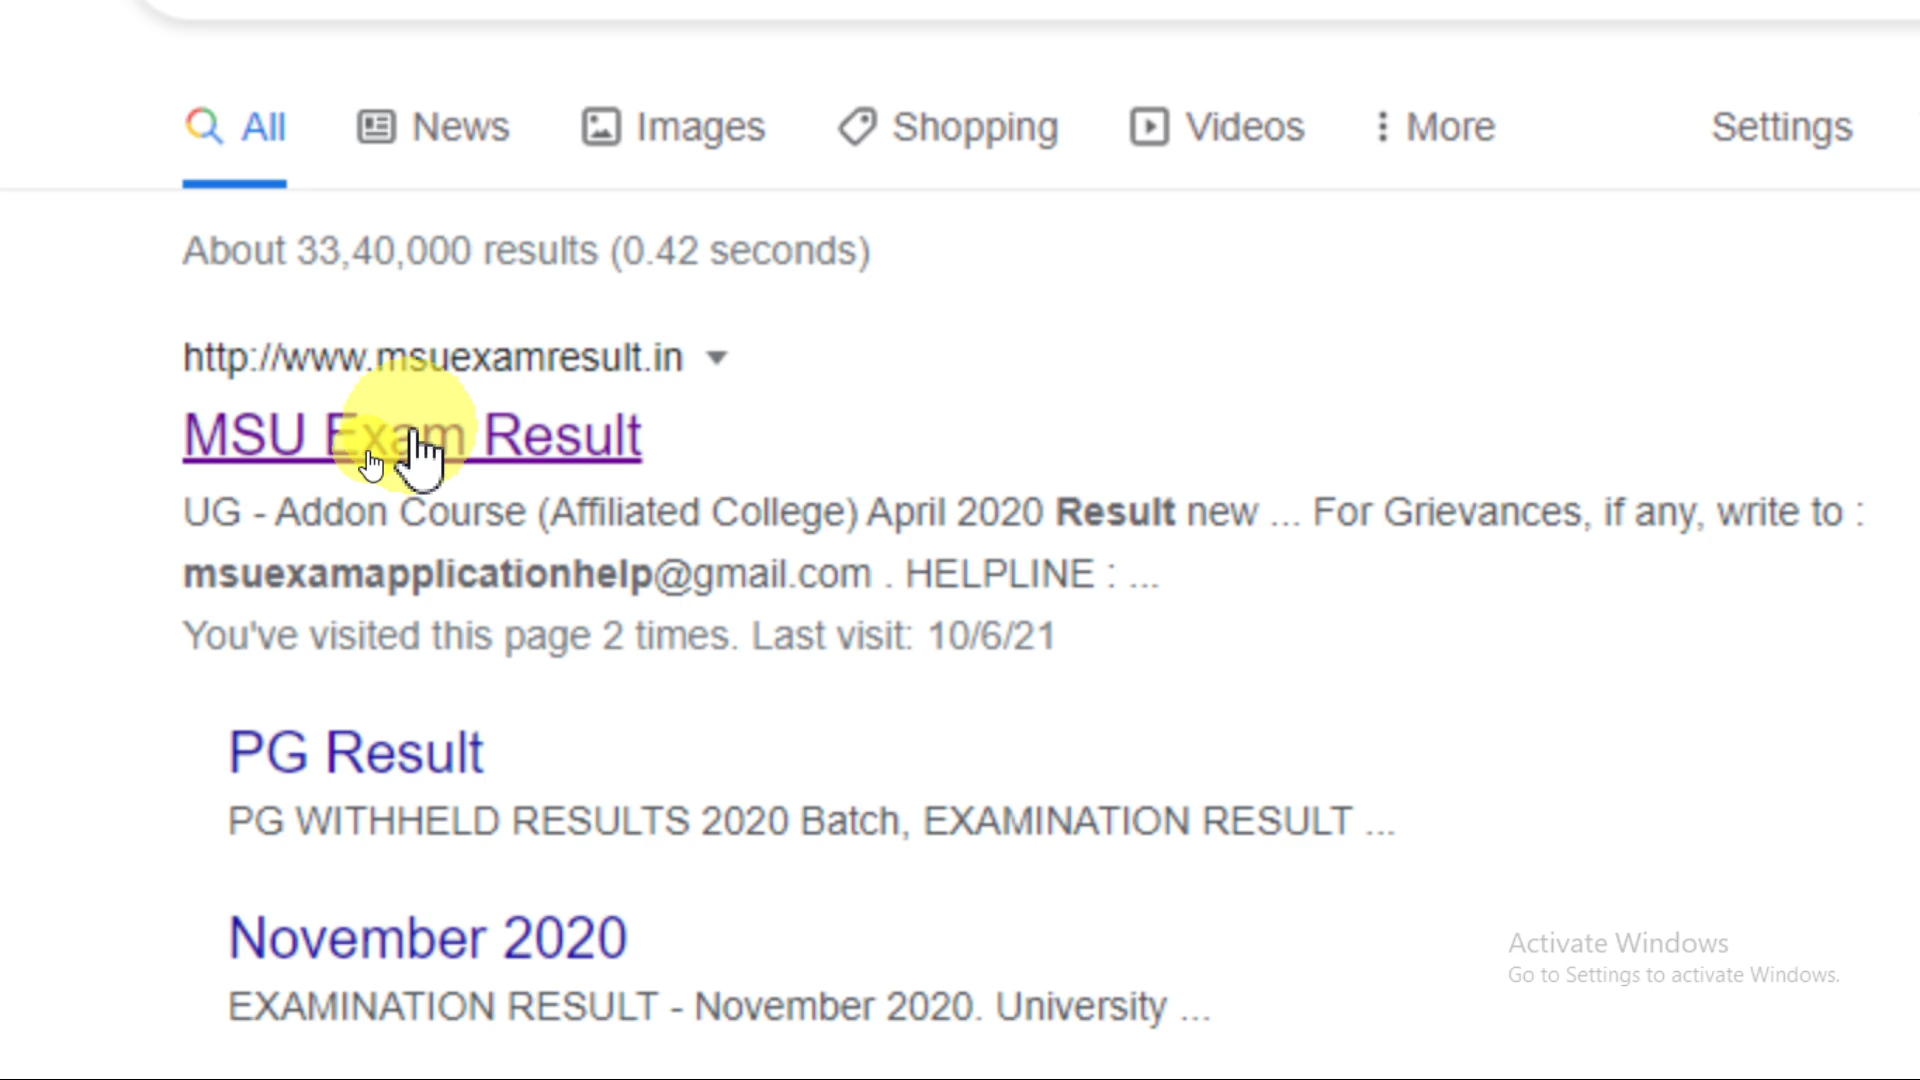 All News Images Shopping Videos More Settings
About 33,40,000 results (0.42 seconds)
http://www.msuexamresult.in
MSU Exam Result
UG - Addon Course (Affiliated College) April 2020 Result new ... For Grievances, if any, write to :
msuexamapplicationhelp@gmail.com . HELPLINE : ...
You've visited this page 2 times. Last visit: 10/6/21
PG Result
PG WITHHELD RESULTS 2020 Batch, EXAMINATION RESULT ...
November 2020
EXAMINATION RESULT - November 2020. University ...
Activate Windows
Go to Settings to activate Windows.